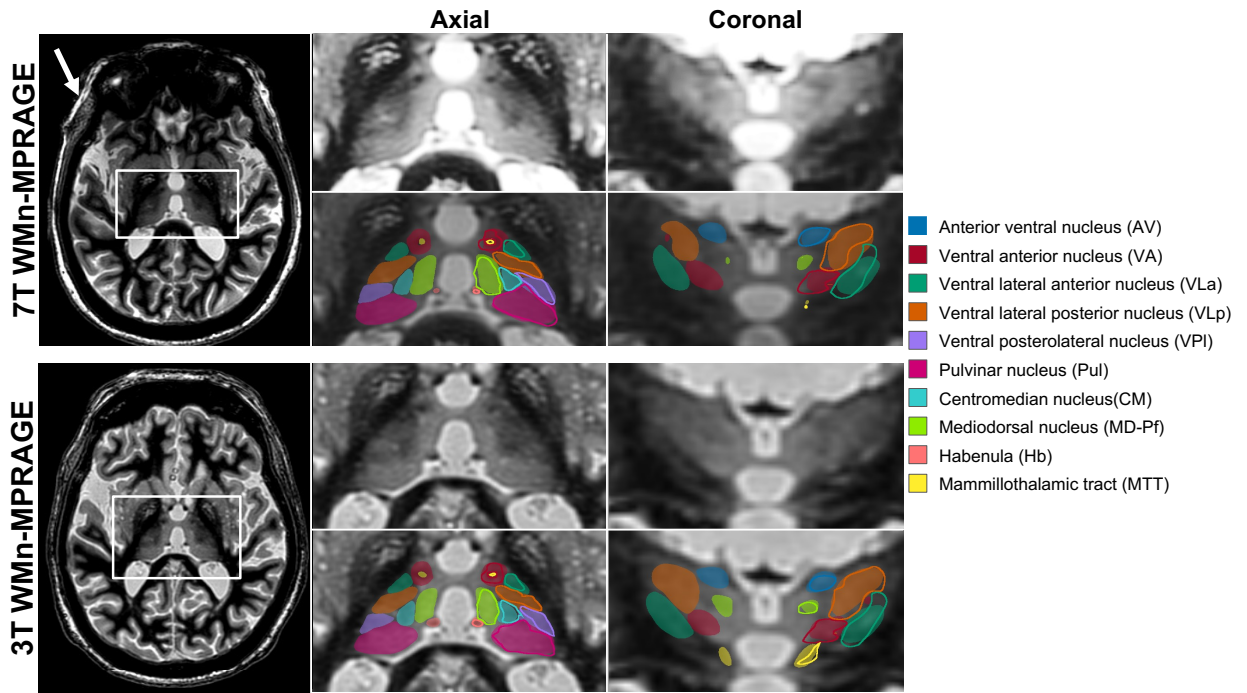 Axial
Coronal
7T WMn-MPRAGE
3T WMn-MPRAGE
Anterior ventral nucleus (AV)
Ventral anterior nucleus (VA)
Ventral lateral anterior nucleus (VLa)
Ventral lateral posterior nucleus (VLp)
Ventral posterolateral nucleus (VPl)
Pulvinar nucleus (Pul)
Centromedian nucleus(CM)
Mediodorsal nucleus (MD-Pf)
Habenula (Hb)
Mammillothalamic tract (MTT)